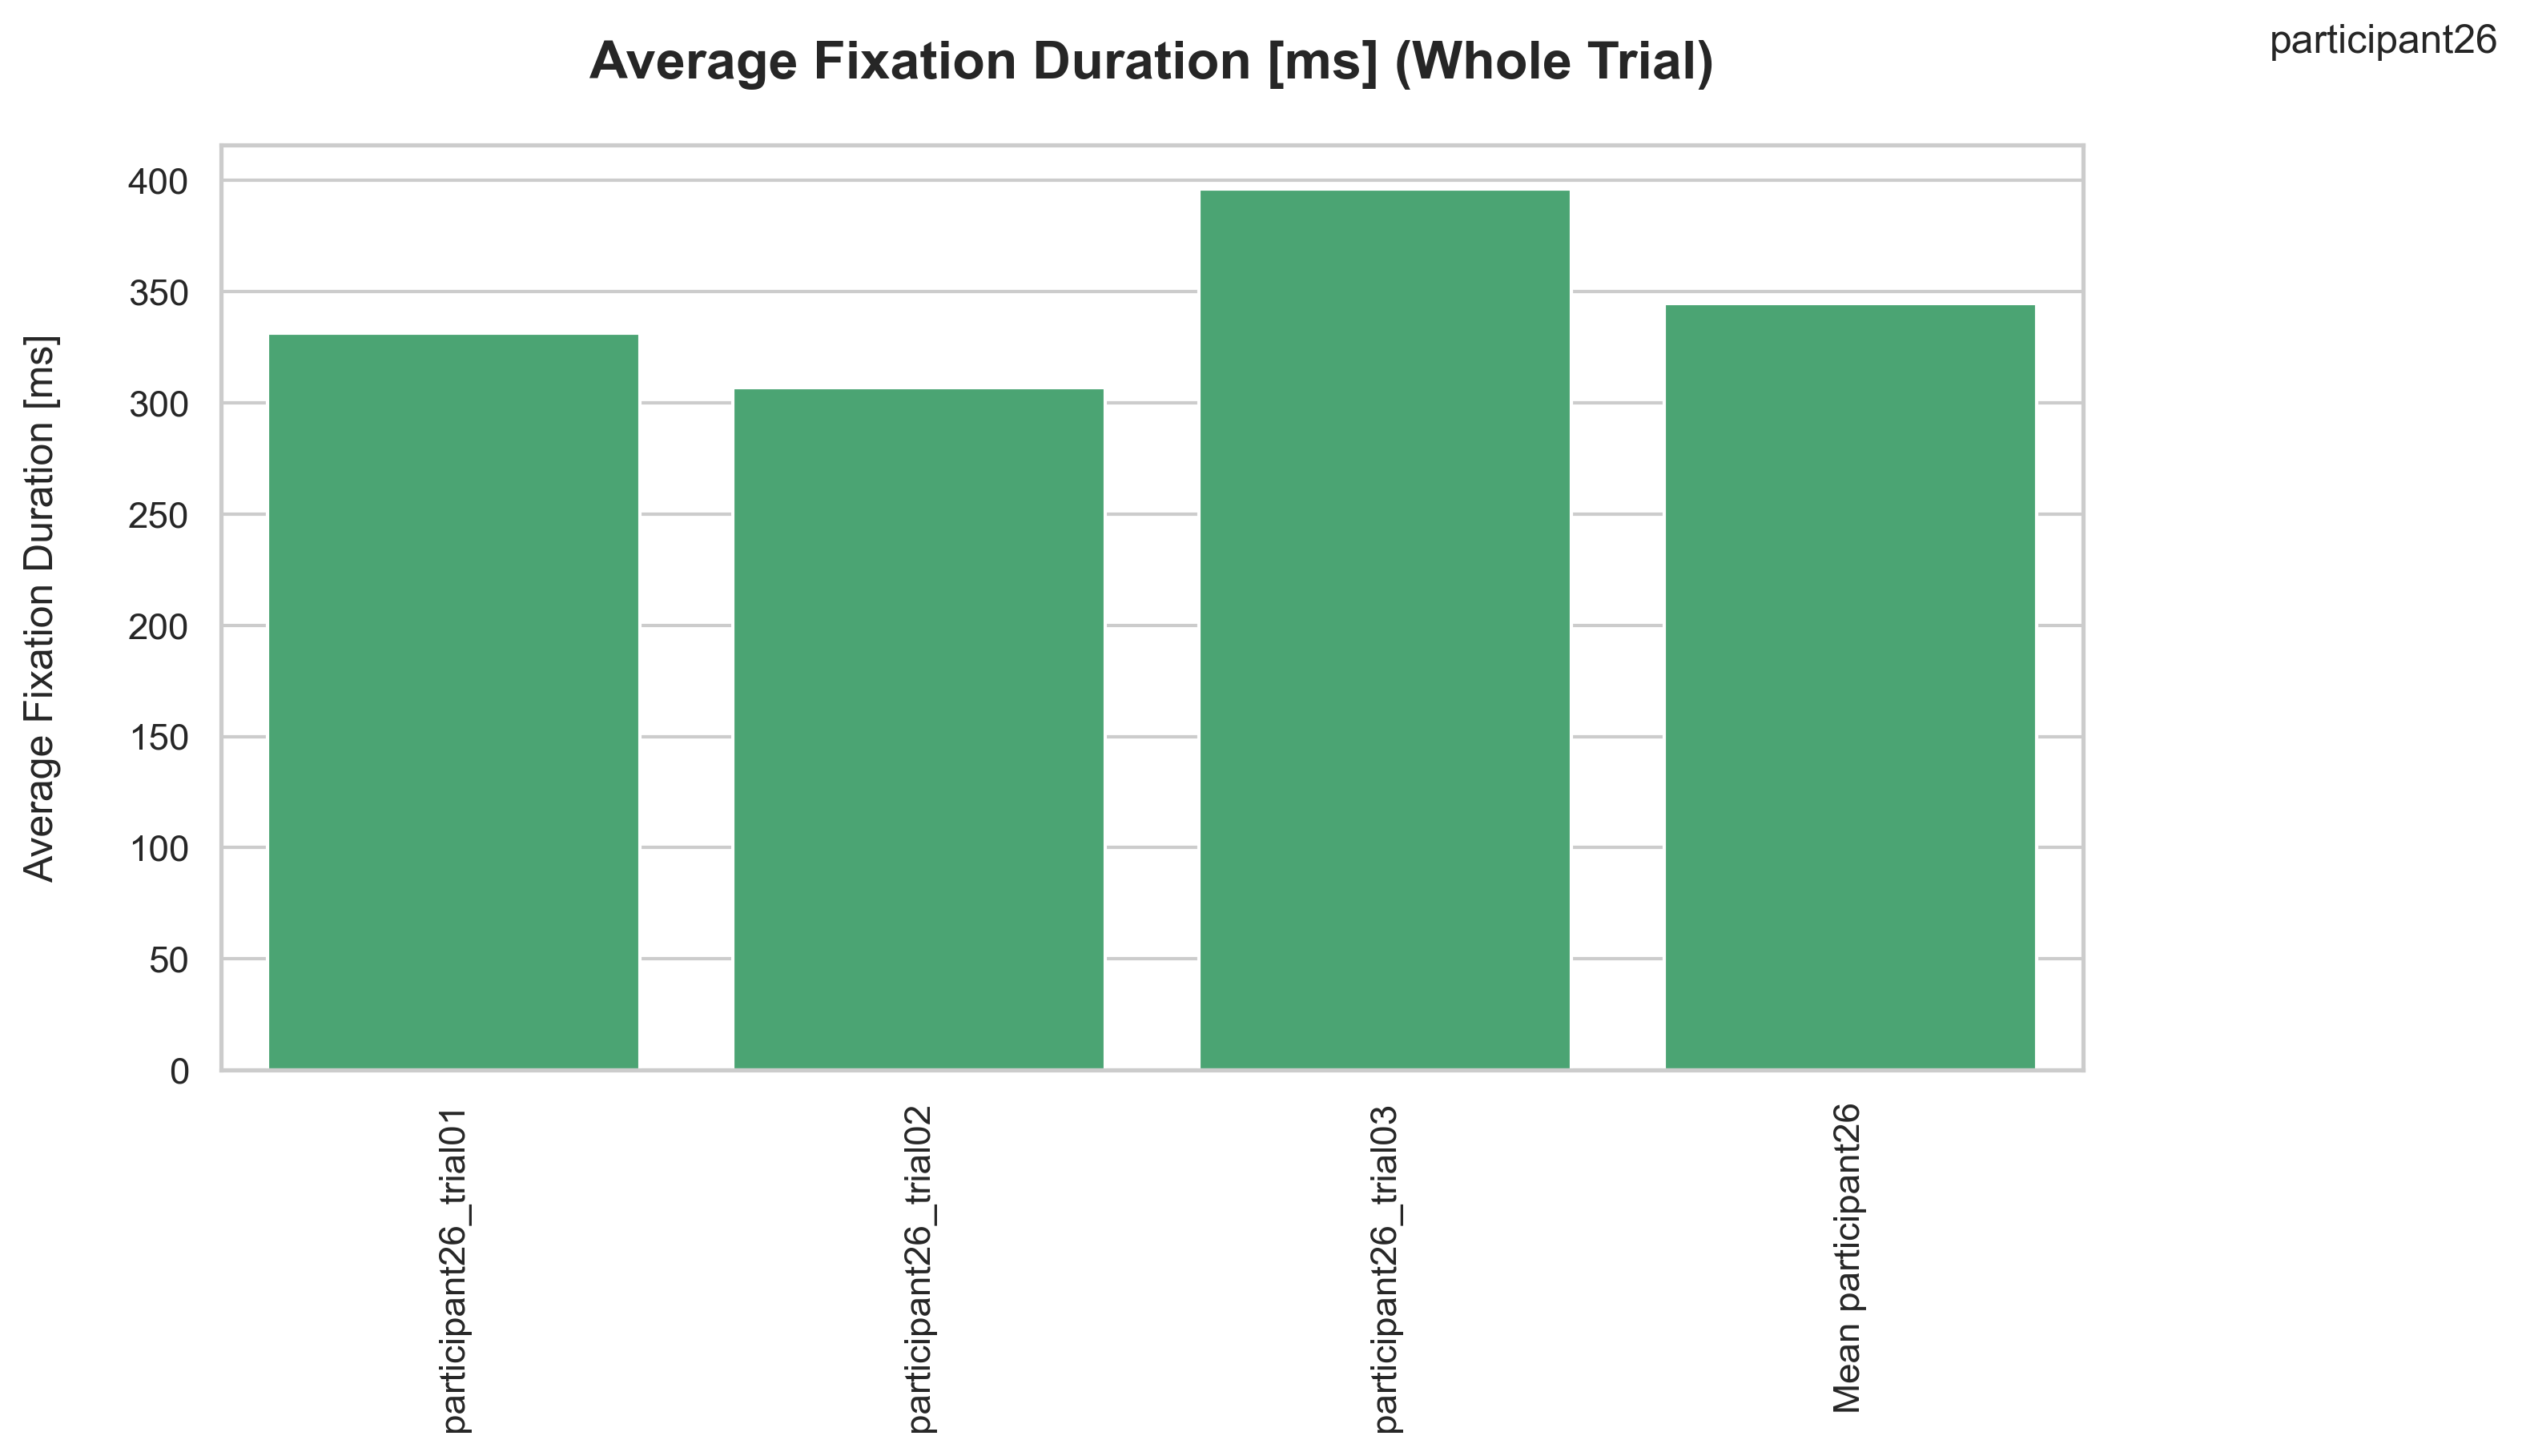 participant26
Average Fixation Duration [ms] (Whole Trial)
Average Fixation Duration [ms]
400
350
300
250
200
150
100
50
0
participant26_trial01
participant26_trial02
participant26_trial03
Mean participant26